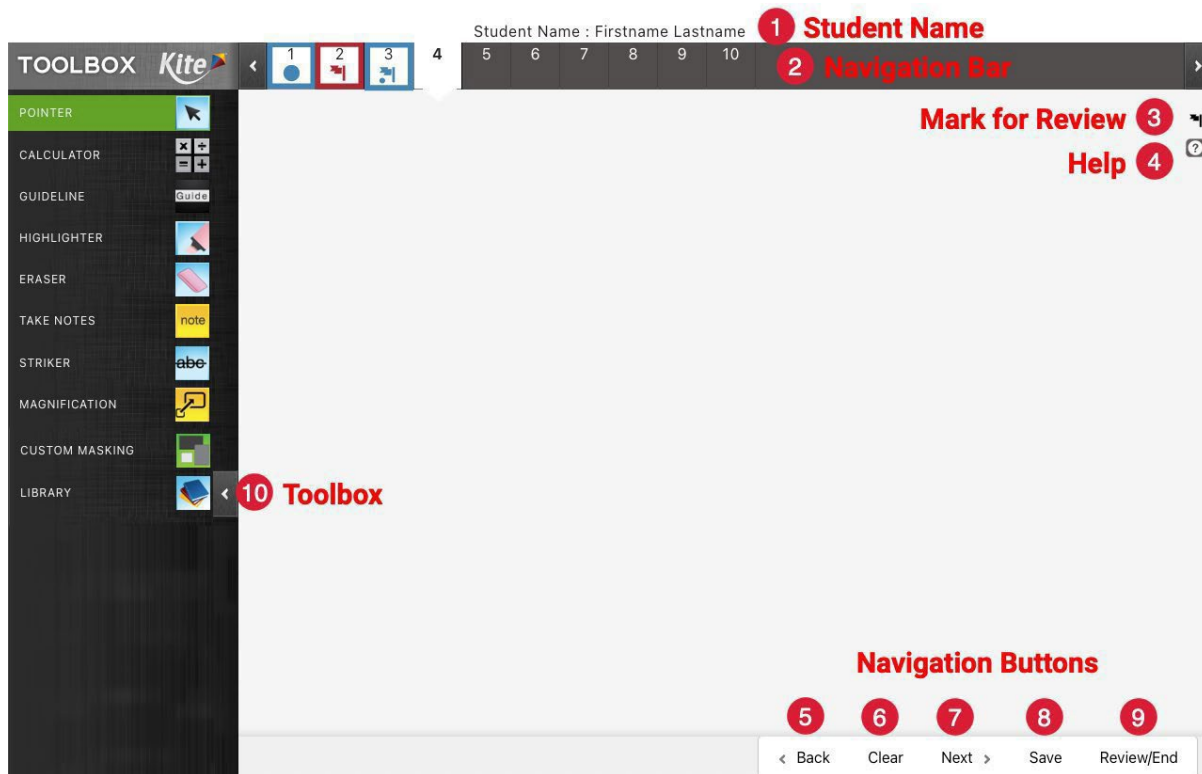 Student Name : Firstname Lastname 1 Student Name
TOOLBOX Kite
‹ 1 2 3 4 5 6 7 8 9 10 2 Navigation Bar ›
POINTER
Mark for Review 3
CALCULATOR
Help 4 ?
GUIDELINE Guide
HIGHLIGHTER
ERASER
TAKE NOTES note
STRIKER abc
MAGNIFICATION
CUSTOM MASKING
LIBRARY ‹ 10 Toolbox
Navigation Buttons
5 6 7 8 9
‹ Back Clear Next › Save Review/End